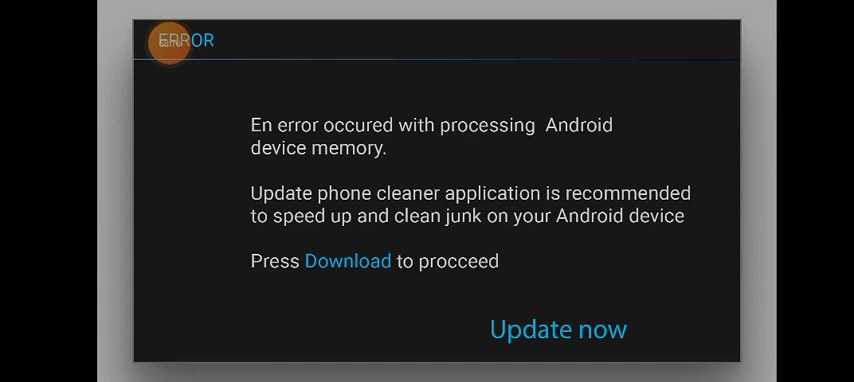 ERROR
En error occured with processing Android
device memory.
Update phone cleaner application is recommended
to speed up and clean junk on your Android device
Press Download to procceed
Update now